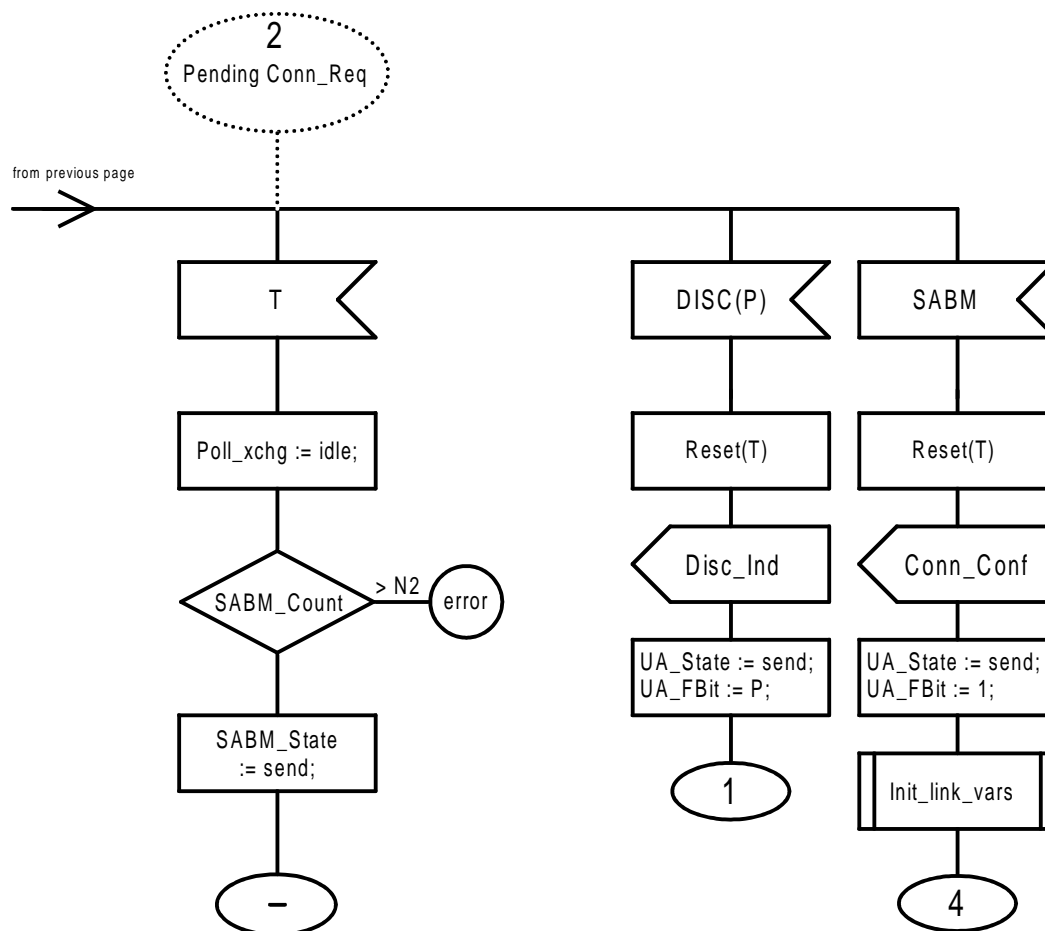 2
Pending Conn_Req
from previous page
T
DISC(P)
SABM
Poll_xchg := idle;
Reset(T)
Reset(T)
SABM_Count
> N2
error
Disc_Ind
Conn_Conf
UA_State := send;
UA_FBit := P;
UA_State := send;
UA_FBit := 1;
SABM_State
:= send;
1
Init_link_vars
–
4